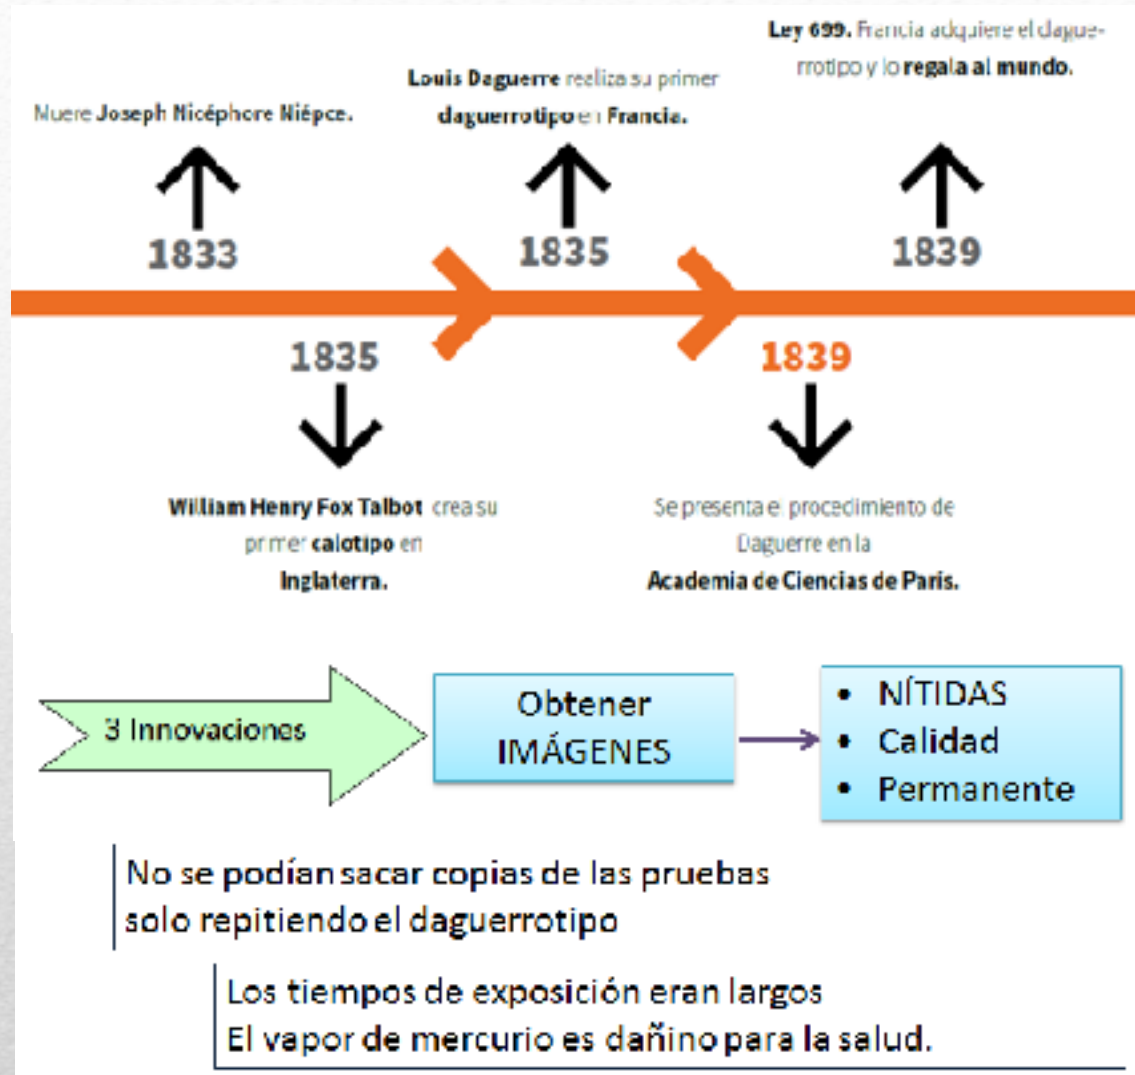 Ley 699. Francia adquiere el dague-
rrotipo y lo regala al mundo.
Louis Daguerre realiza su primer
daguerrotipo en Francia.
Muere Joseph Nicéphore Niépce.
1833
1835
1839
1835
1839
William Henry Fox Talbot crea su
primer calotipo en
Inglaterra.
Se presenta el procedimiento de
Daguerre en la
Academia de Ciencias de París.
3 Innovaciones
Obtener
IMÁGENES
• NÍTIDAS
• Calidad
• Permanente
No se podían sacar copias de las pruebas
solo repitiendo el daguerrotipo
Los tiempos de exposición eran largos
El vapor de mercurio es dañino para la salud.